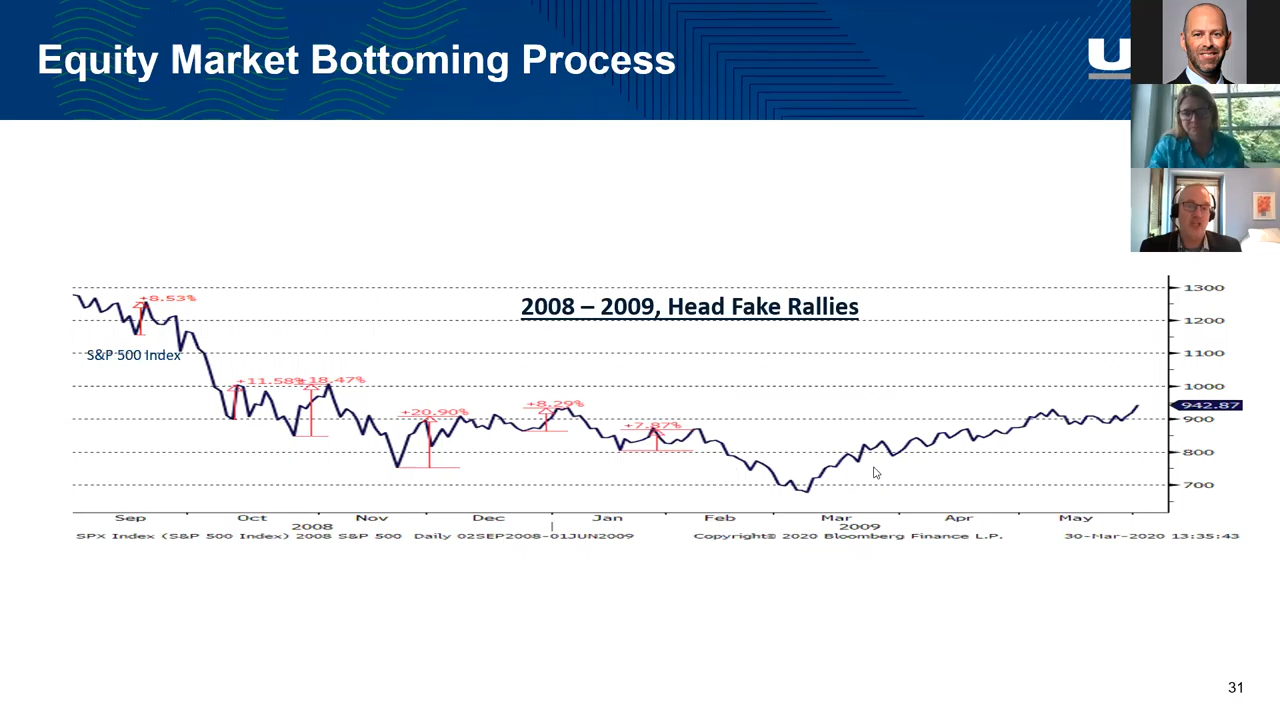 Equity Market Bottoming Process
U
2008 – 2009, Head Fake Rallies
S&P 500 Index
+8.53%
+11.58%
+18.47%
+20.90%
+8.29%
+7.87%
1300
1200
1100
1000
942.87
900
800
700
Sep Oct Nov Dec Jan Feb Mar Apr May
2008 2009
SPX Index (S&P 500 Index) 2008 S&P 500 Daily 02SEP2008-01JUN2009 Copyright© 2020 Bloomberg Finance L.P. 30-Mar-2020 13:35:43
31